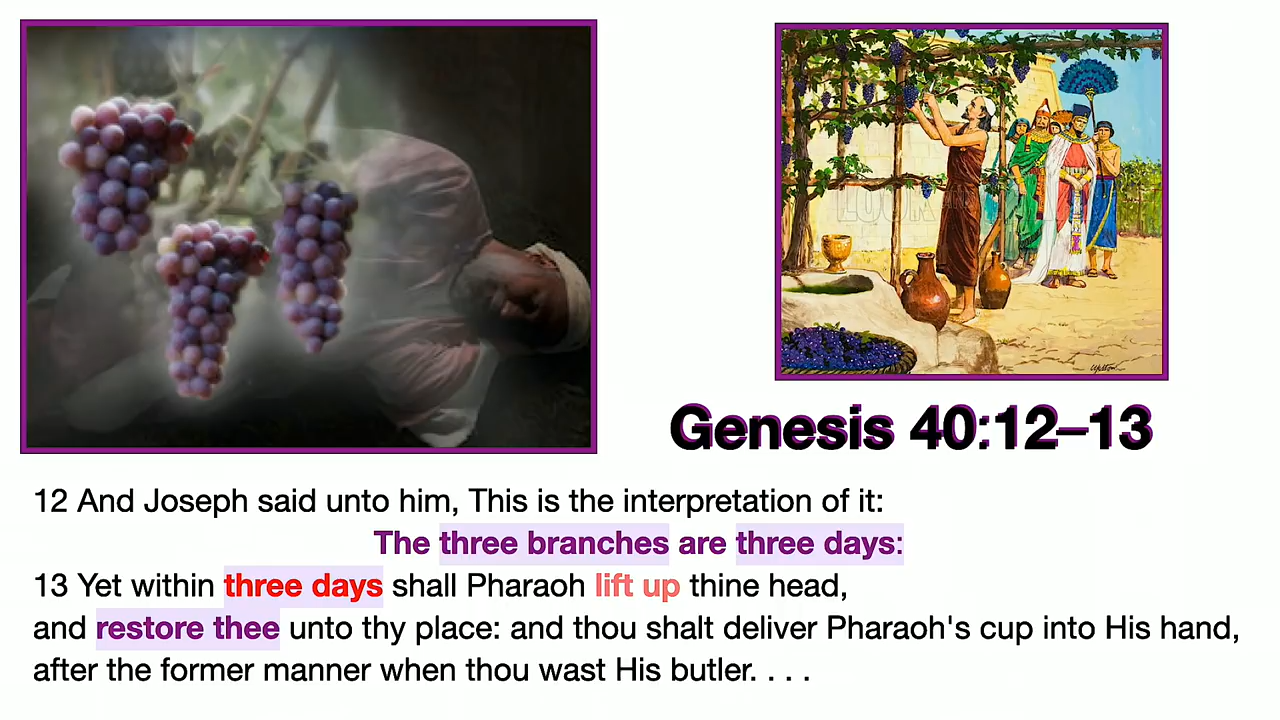 Genesis 40:12–13
12 And Joseph said unto him, This is the interpretation of it:
The three branches are three days:
13 Yet within three days shall Pharaoh lift up thine head,
and restore thee unto thy place: and thou shalt deliver Pharaoh's cup into His hand,
after the former manner when thou wast His butler. . . .